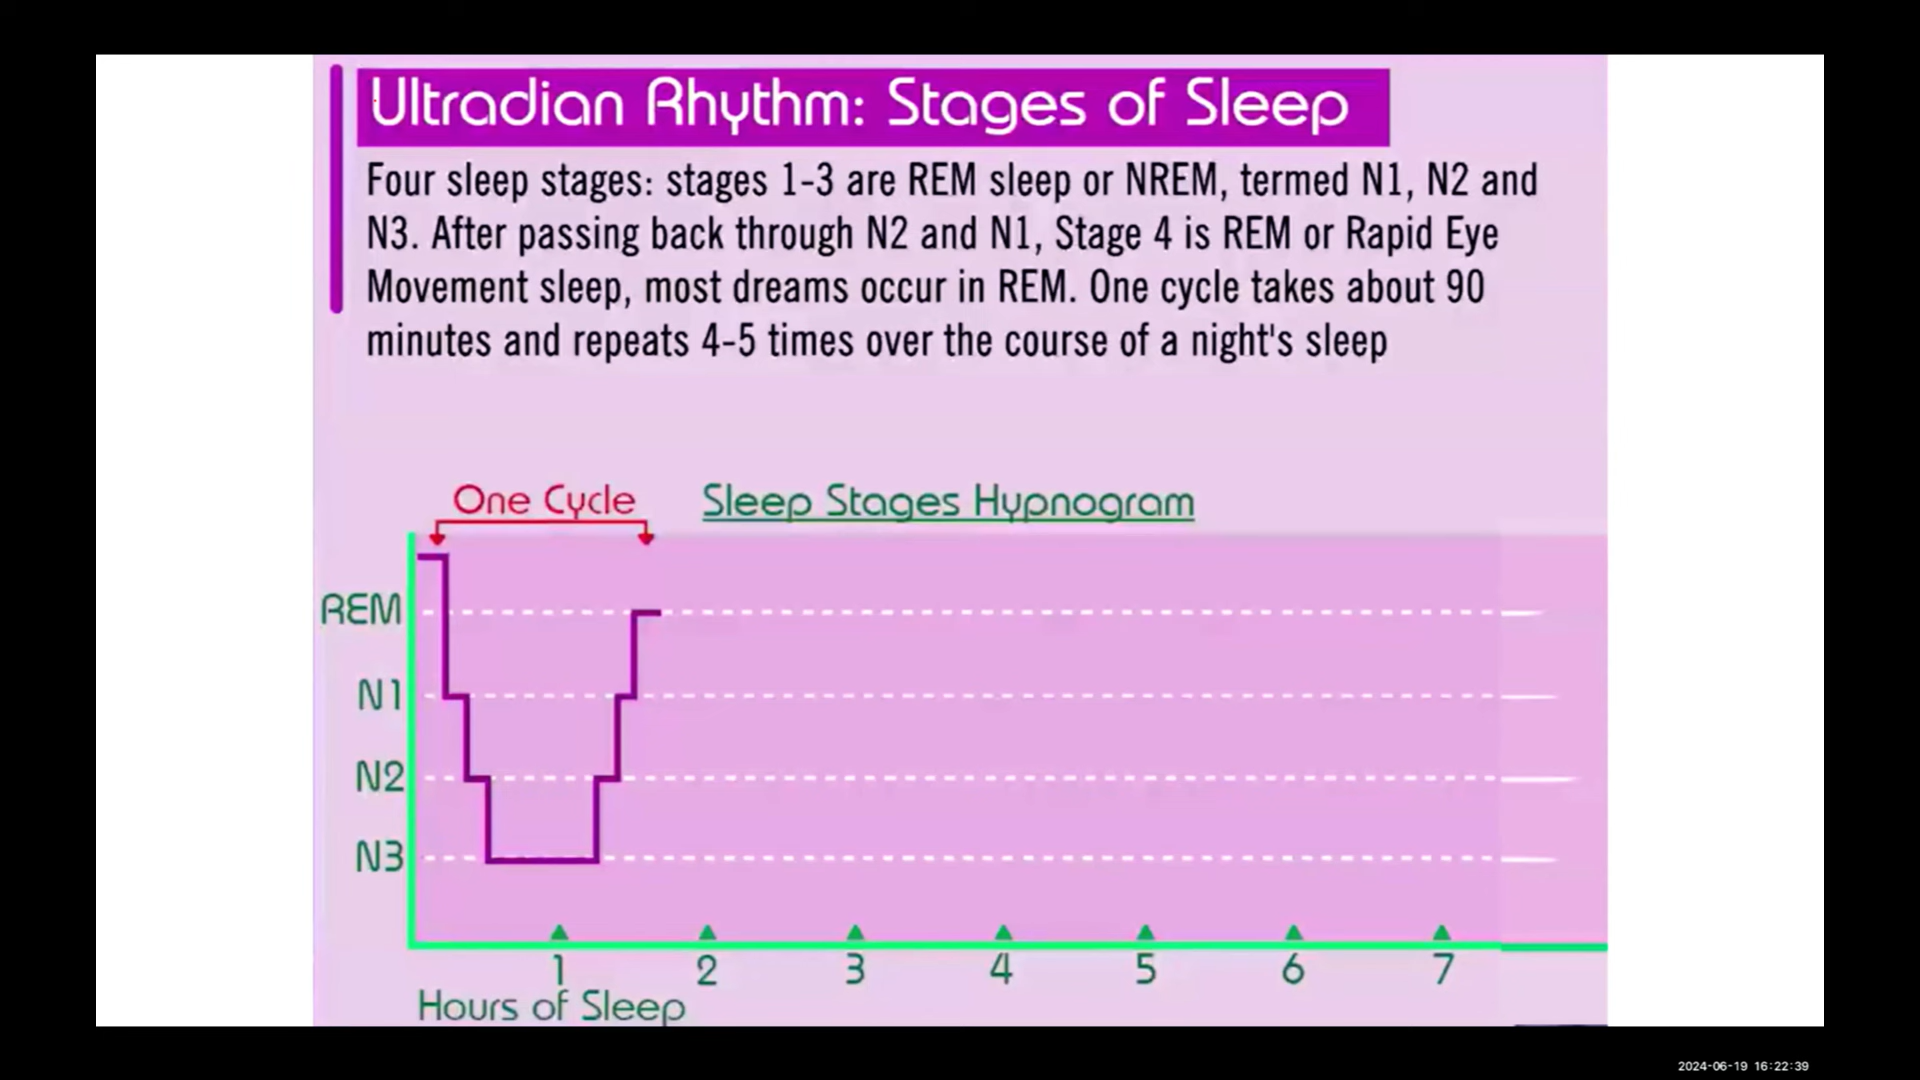 Ultradian Rhythm: Stages of Sleep
Four sleep stages: stages 1-3 are REM sleep or NREM, termed N1, N2 and
N3. After passing back through N2 and N1, Stage 4 is REM or Rapid Eye
Movement sleep, most dreams occur in REM. One cycle takes about 90
minutes and repeats 4-5 times over the course of a night's sleep
One Cycle
Sleep Stages Hypnogram
REM
N1
N2
N3
1 2 3 4 5 6 7
Hours of Sleep
2024-06-19 16:22:39